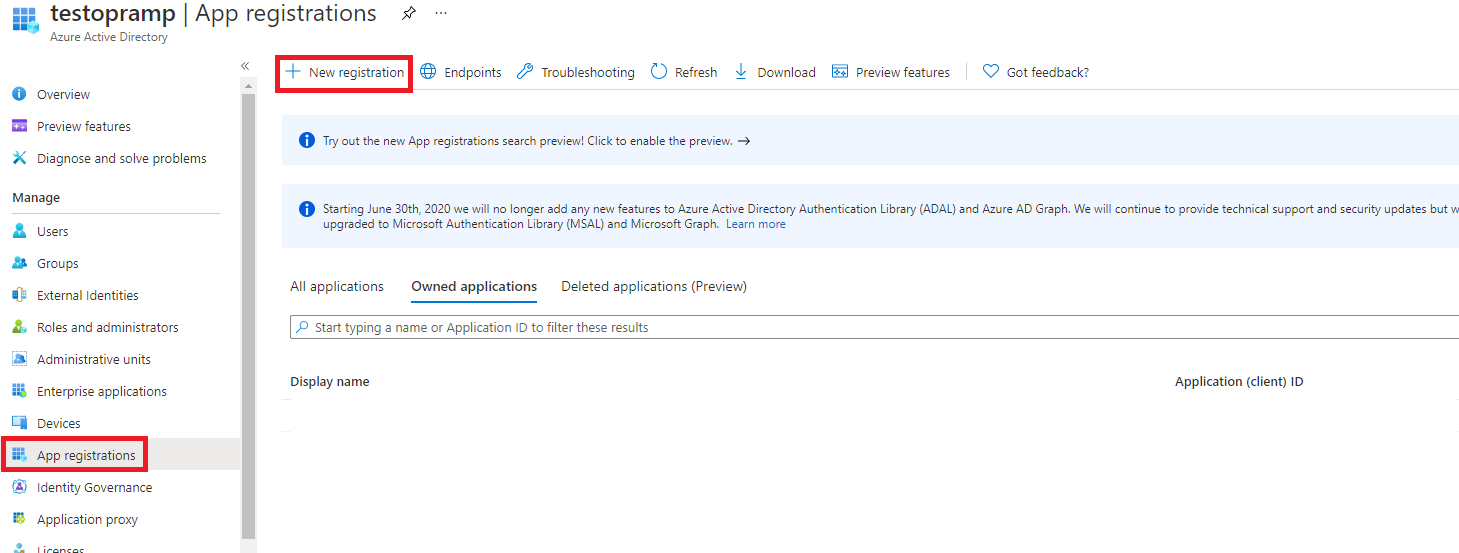 testopramp | App registrations
Azure Active Directory
Overview
Preview features
Diagnose and solve problems
Manage
Users
Groups
External Identities
Roles and administrators
Administrative units
Enterprise applications
Devices
App registrations
Identity Governance
Application proxy
Licenses
New registration Endpoints Troubleshooting Refresh Download Preview features Got feedback?
Try out the new App registrations search preview! Click to enable the preview. →
Starting June 30th, 2020 we will no longer add any new features to Azure Active Directory Authentication Library (ADAL) and Azure AD Graph. We will continue to provide technical support and security updates but
upgraded to Microsoft Authentication Library (MSAL) and Microsoft Graph. Learn more
All applications Owned applications Deleted applications (Preview)
Start typing a name or Application ID to filter these results
Display name Application (client) ID